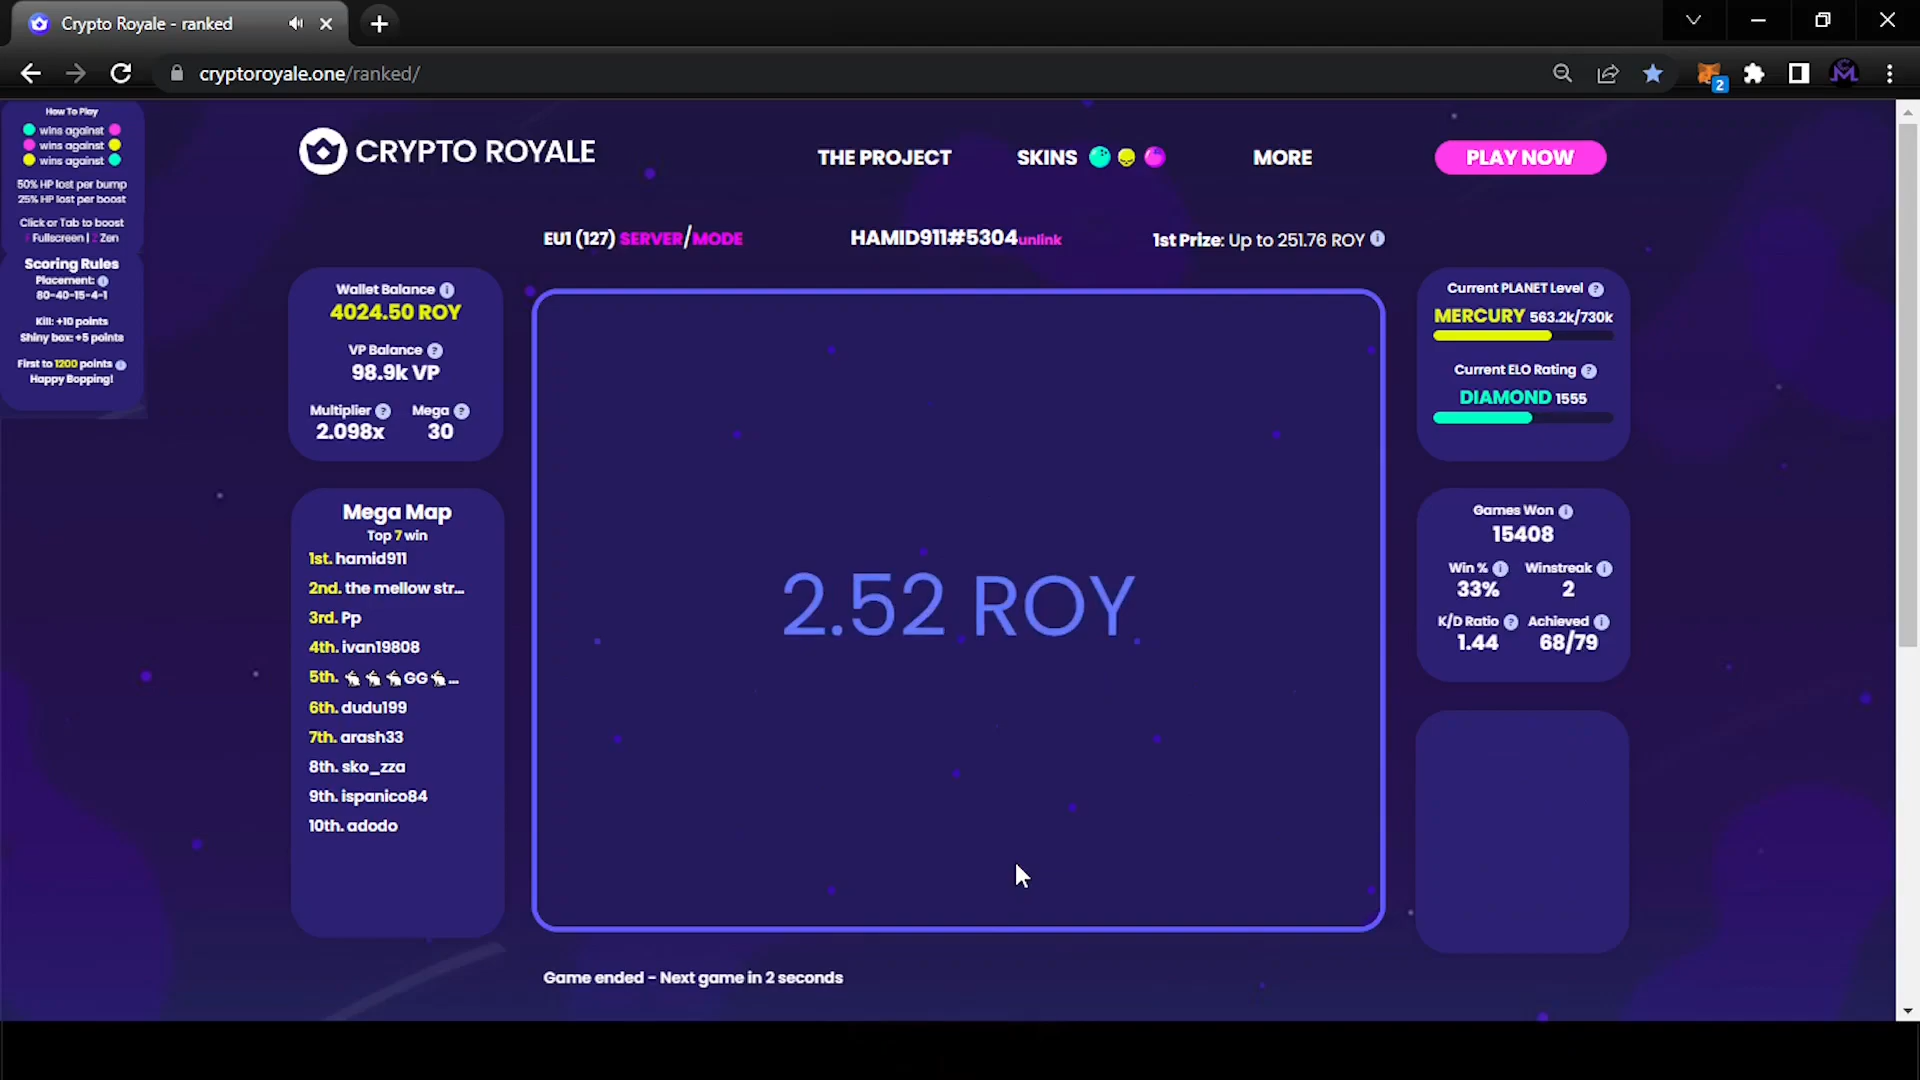 Crypto Royale - ranked
cryptoroyale.one/ranked/
2
How To Play
wins against
wins against
wins against
50% HP lost per bump
25% HP lost per boost
Click or Tab to boost
Fullscreen | Zen
Scoring Rules
Placement:
80-40-15-4-1
Kill: +10 points
Shiny box: +5 points
First to 1200 points
Happy Bopping!
CRYPTO ROYALE
THE PROJECT
SKINS
MORE
PLAY NOW
EU1 (127) SERVER/MODE
HAMID911#5304unlink
1st Prize: Up to 251.76 ROY
Wallet Balance
4024.50 ROY
VP Balance
98.9k VP
Multiplier Mega
2.098x 30
Mega Map
Top 7 win
1st. hamid911
2nd. the mellow str...
3rd. Pp
4th. ivan19808
5th. 🐇🐇🐇GG🐇...
6th. dudu199
7th. arash33
8th. sko_zza
9th. ispanico84
10th. adodo
2.52 ROY
Game ended - Next game in 2 seconds
Current PLANET Level
MERCURY 563.2k/730k
Current ELO Rating
DIAMOND 1555
Games Won
15408
Win % Winstreak
33% 2
K/D Ratio Achieved
1.44 68/79